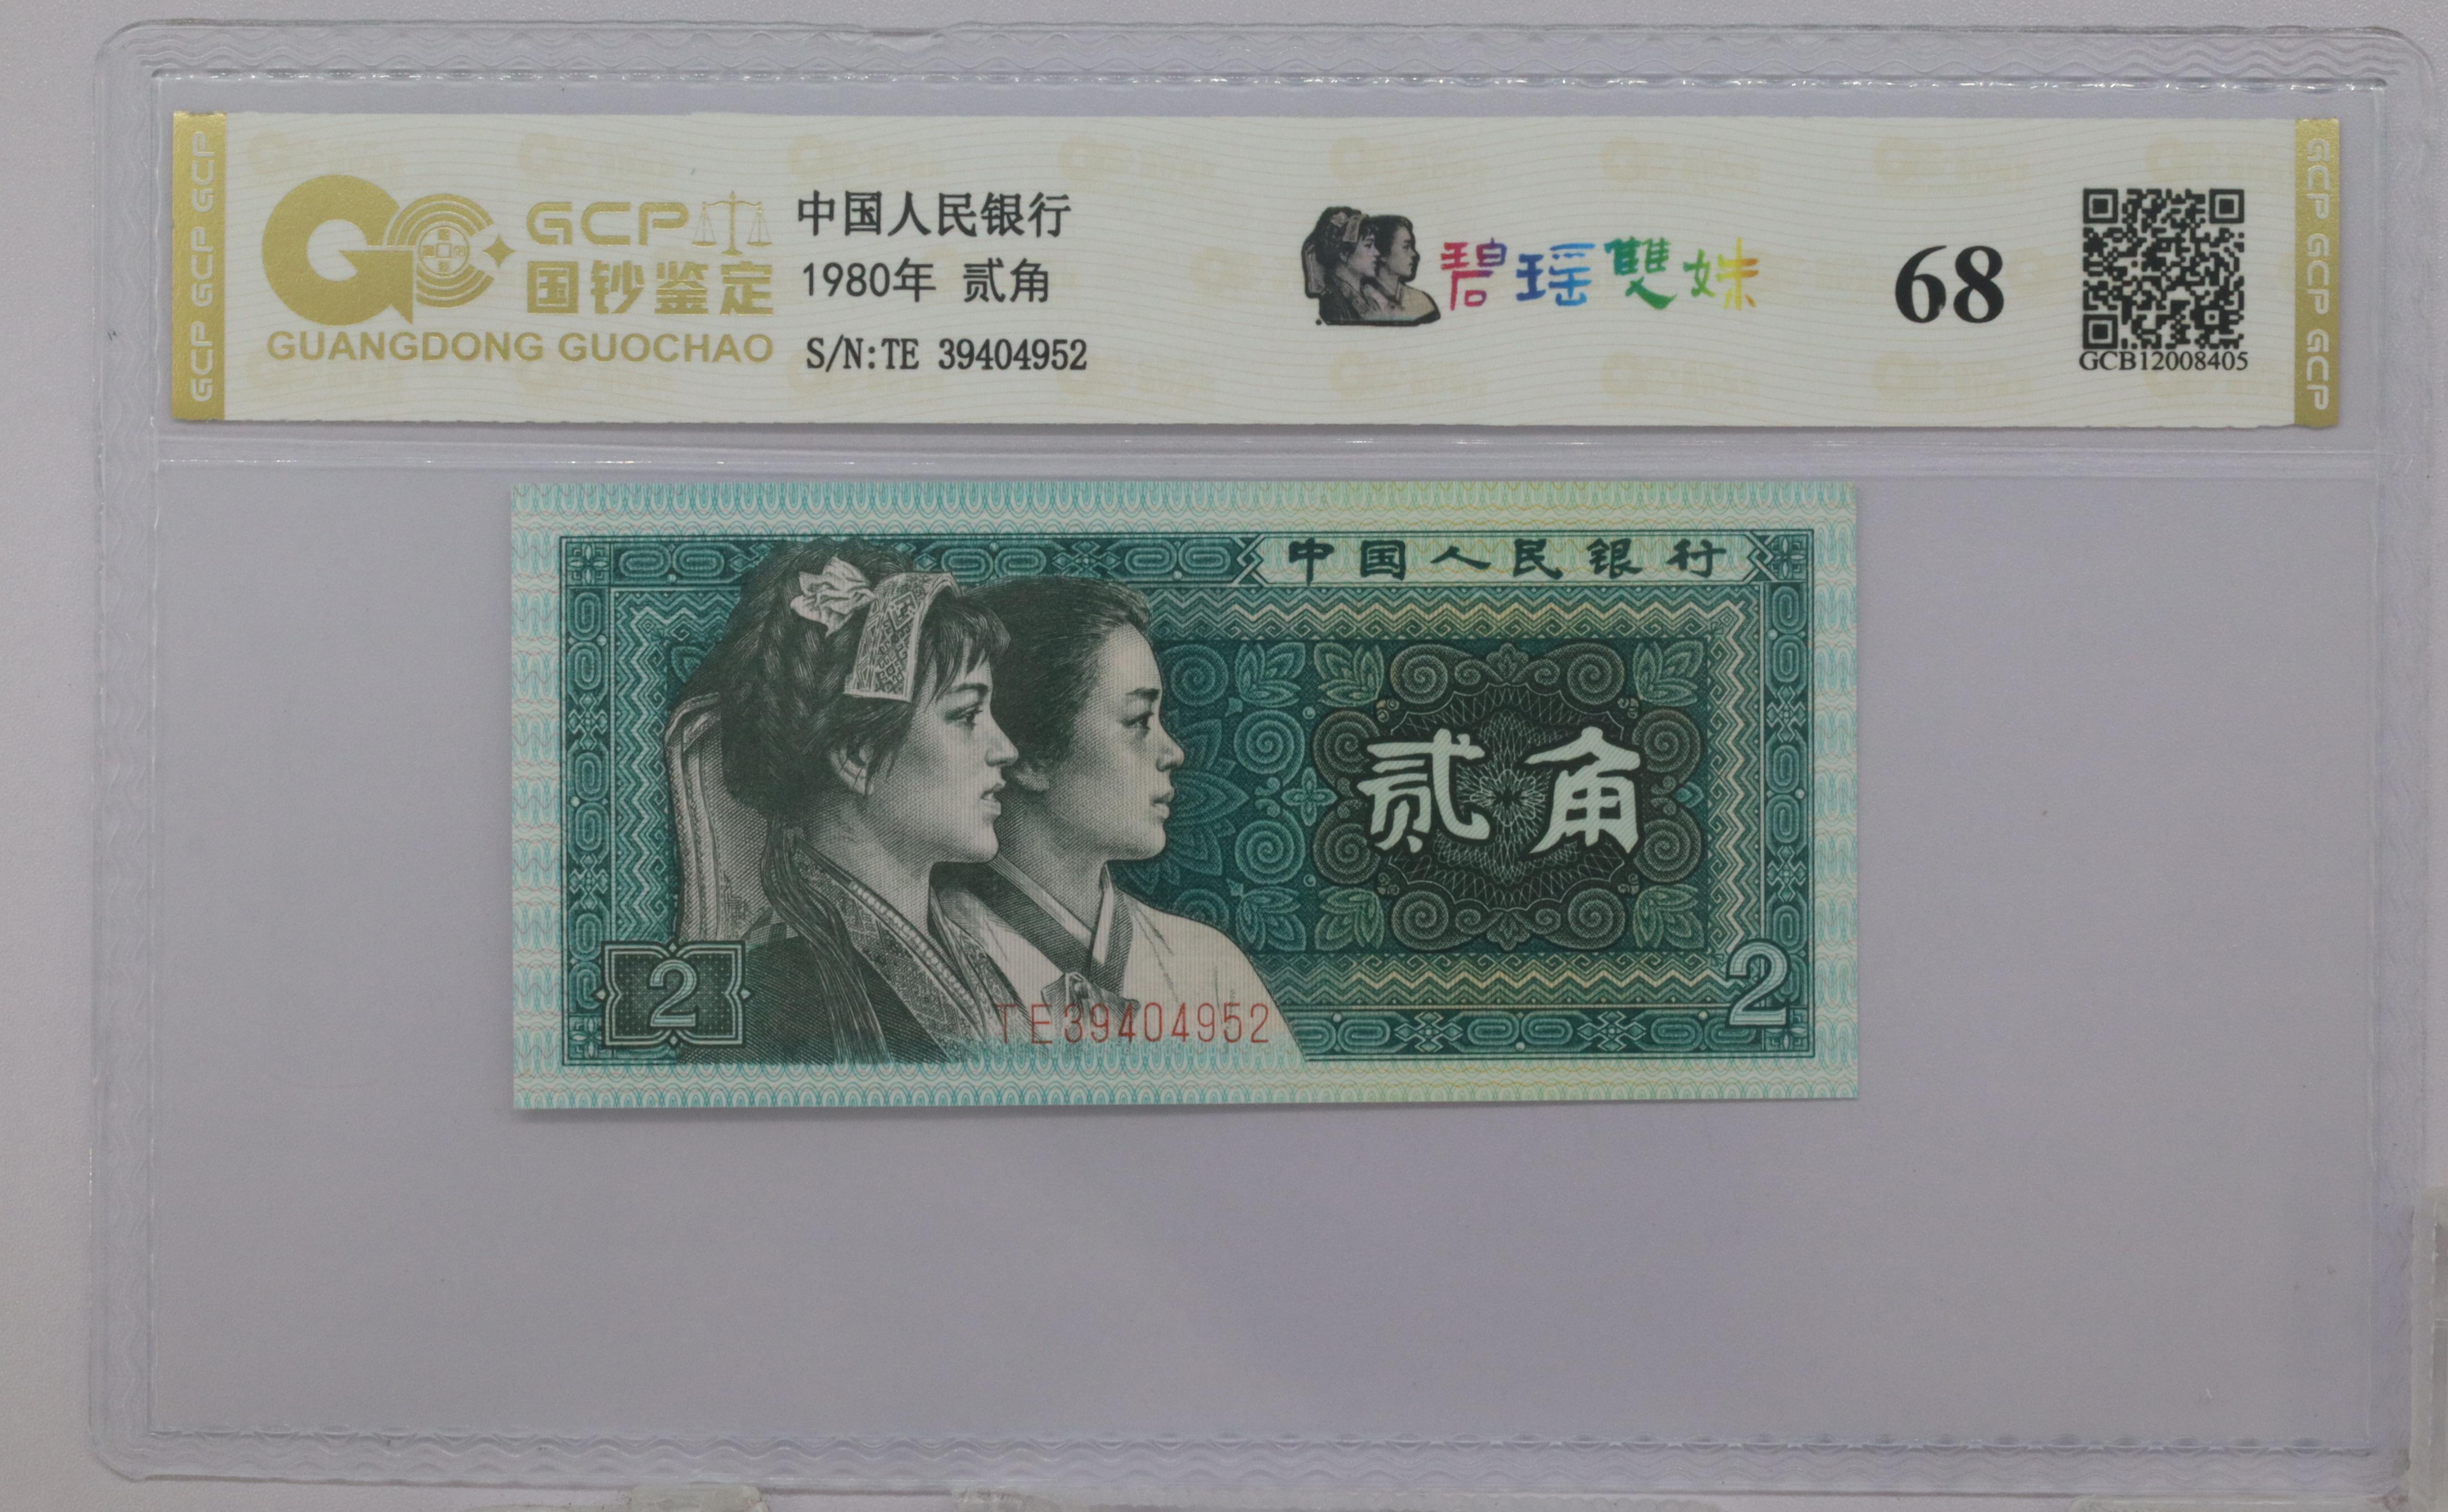 GCP GCP GCP
GCP
国钞鉴定
GUANGDONG GUOCHAO
中国人民银行
1980年 贰角
S/N:TE 39404952
碧瑶雙妹
68
GCB12008405
GCP GCP GCP
中国人民银行
贰角
2
2
TE39404952